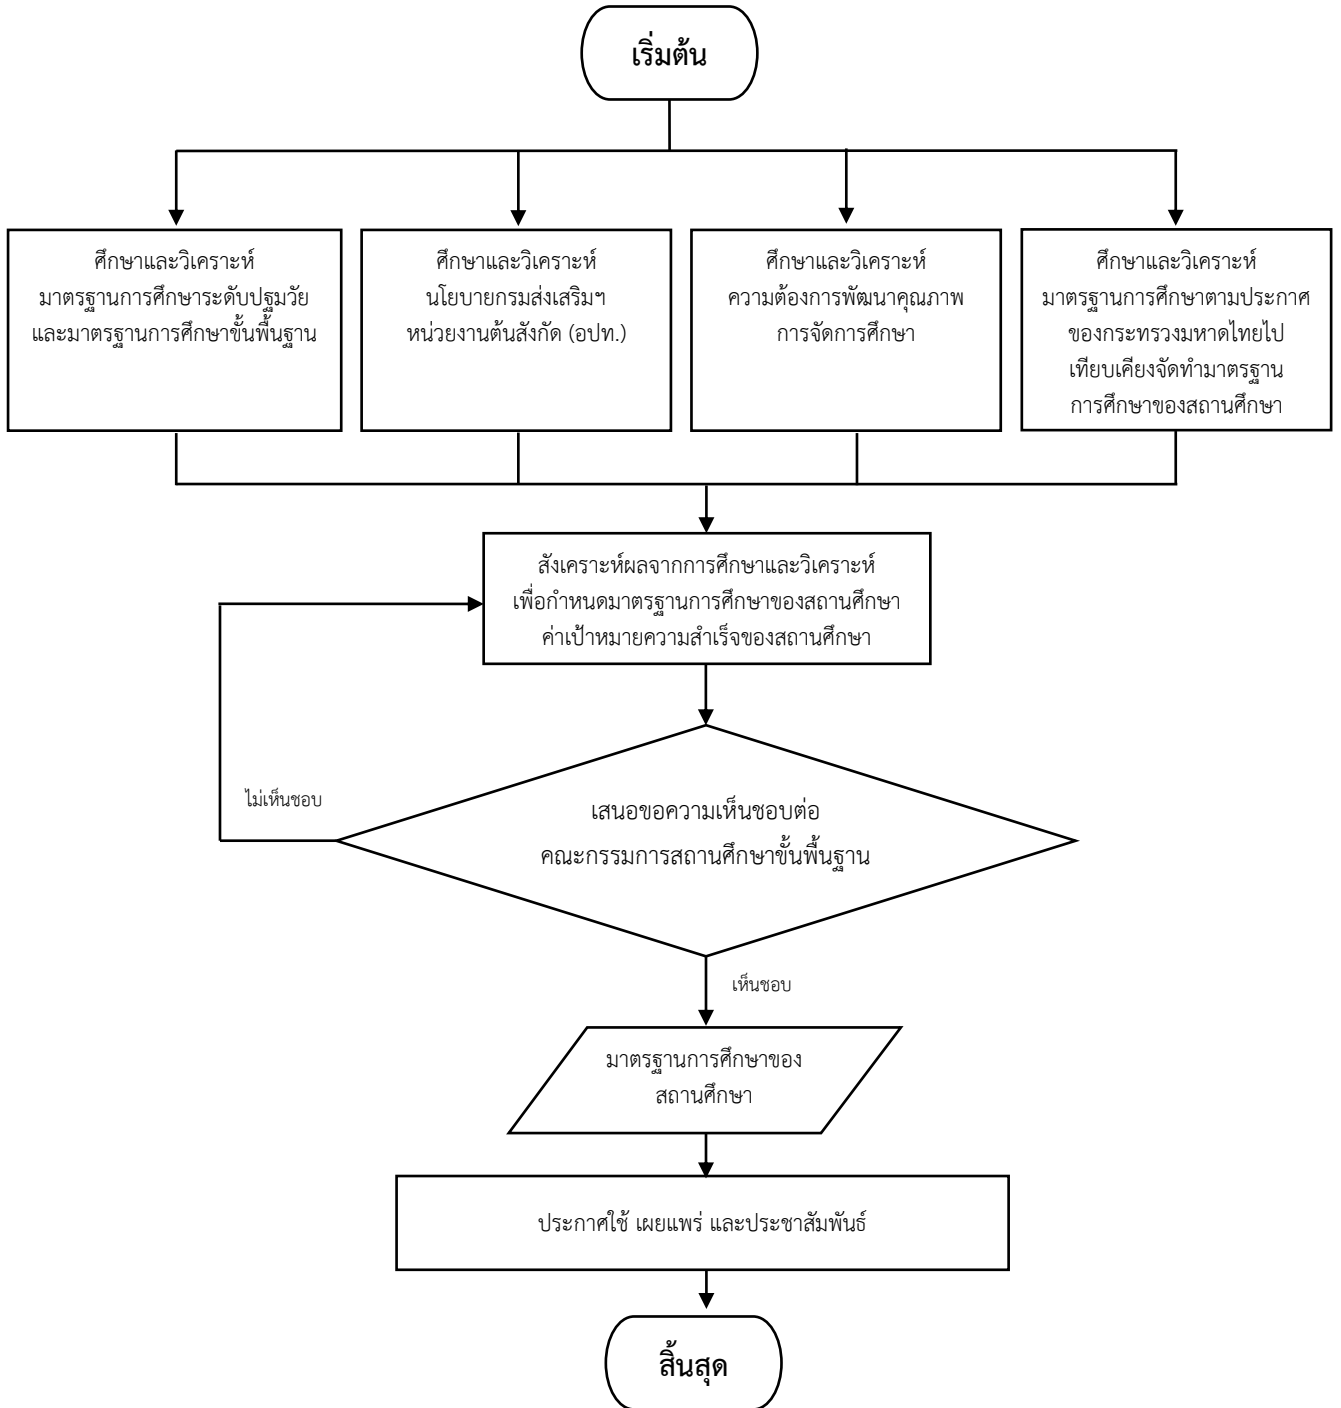 เริ่มต้น
ศึกษาและวิเคราะห์
มาตรฐานการศึกษาระดับปฐมวัย
และมาตรฐานการศึกษาขั้นพื้นฐาน
ศึกษาและวิเคราะห์
นโยบายกรมส่งเสริมฯ
หน่วยงานต้นสังกัด (อปท.)
ศึกษาและวิเคราะห์
ความต้องการพัฒนาคุณภาพ
การจัดการศึกษา
ศึกษาและวิเคราะห์
มาตรฐานการศึกษาตามประกาศ
ของกระทรวงมหาดไทยไป
เทียบเคียงจัดทำมาตรฐาน
การศึกษาของสถานศึกษา
สังเคราะห์ผลจากการศึกษาและวิเคราะห์
เพื่อกำหนดมาตรฐานการศึกษาของสถานศึกษา
ค่าเป้าหมายความสำเร็จของสถานศึกษา
ไม่เห็นชอบ
เสนอขอความเห็นชอบต่อ
คณะกรรมการสถานศึกษาขั้นพื้นฐาน
เห็นชอบ
มาตรฐานการศึกษาของ
สถานศึกษา
ประกาศใช้ เผยแพร่ และประชาสัมพันธ์
สิ้นสุด